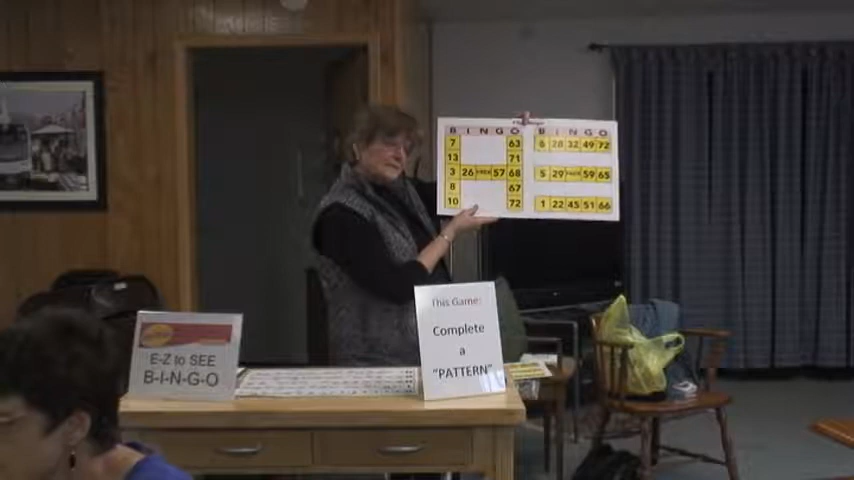 B I N G O
7 63
13 71
3 26 FREE 57 68
8 67
10 72
B I N G O
6 28 32 49 72
5 29 FREE 59 65
1 22 45 51 66
E-Z to SEE
B-I-N-G-O
This Game:
Complete
a
"PATTERN"